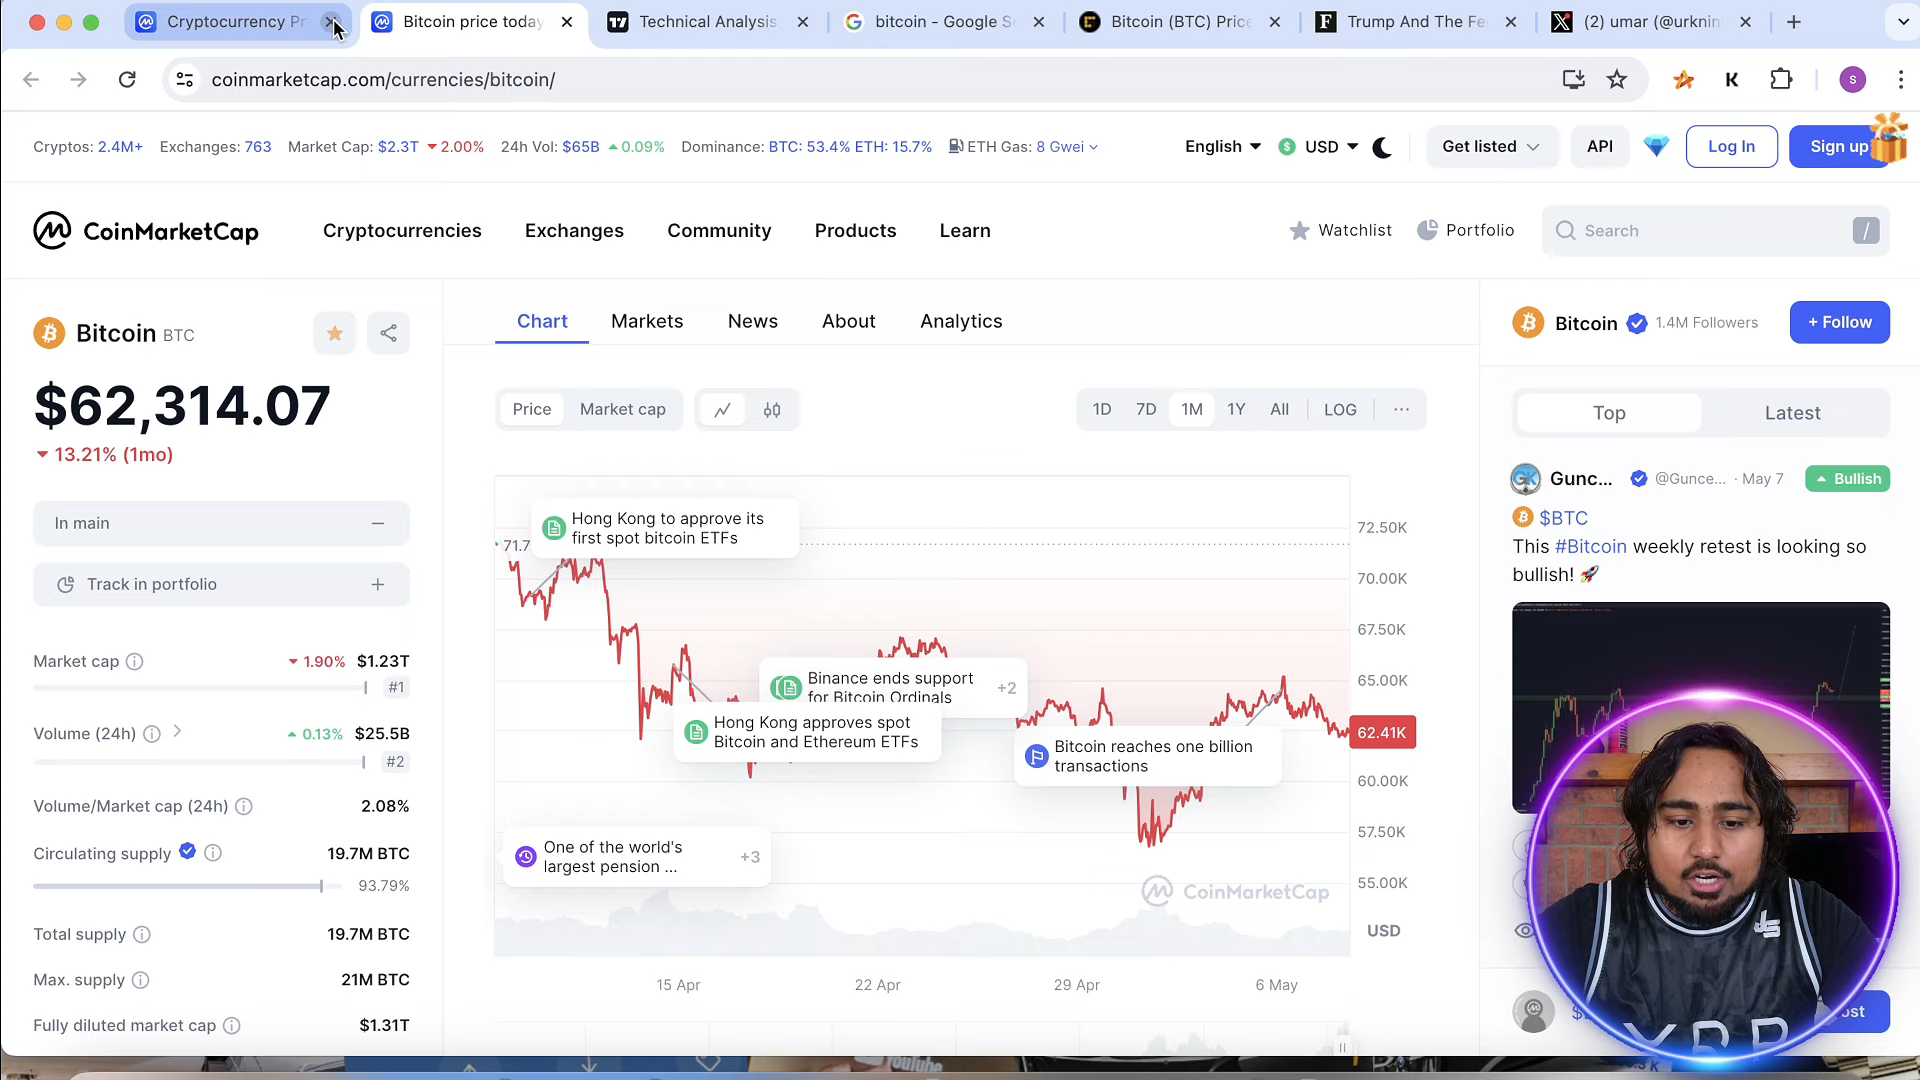 Cryptocurrency Pr
Bitcoin price today
Technical Analysis
bitcoin - Google Se
Bitcoin (BTC) Price
Trump And The Fe
(2) umar (@urknin
coinmarketcap.com/currencies/bitcoin/
K
S
Cryptos: 2.4M+ Exchanges: 763 Market Cap: $2.3T 2.00% 24h Vol: $65B 0.09% Dominance: BTC: 53.4% ETH: 15.7% ETH Gas: 8 Gwei
English USD Get listed API Log In Sign up
CoinMarketCap
Cryptocurrencies Exchanges Community Products Learn
Watchlist Portfolio Search /
Bitcoin BTC
$62,314.07
13.21% (1mo)
In main
Track in portfolio
Market cap 1.90% $1.23T
#1
Volume (24h) 0.13% $25.5B
#2
Volume/Market cap (24h) 2.08%
Circulating supply 19.7M BTC
93.79%
Total supply 19.7M BTC
Max. supply 21M BTC
Fully diluted market cap $1.31T
Chart Markets News About Analytics
Price Market cap
1D 7D 1M 1Y All LOG
71.7
Hong Kong to approve its
first spot bitcoin ETFs
Binance ends support
for Bitcoin Ordinals
+2
Hong Kong approves spot
Bitcoin and Ethereum ETFs
Bitcoin reaches one billion
transactions
One of the world's
largest pension ...
+3
72.50K
70.00K
67.50K
65.00K
62.41K
60.00K
57.50K
55.00K
CoinMarketCap
USD
15 Apr 22 Apr 29 Apr 6 May
Bitcoin 1.4M Followers + Follow
Top Latest
Gunc... @Gunce... · May 7 Bullish
$BTC
This #Bitcoin weekly retest is looking so
bullish! 🚀
XRP
YouTube